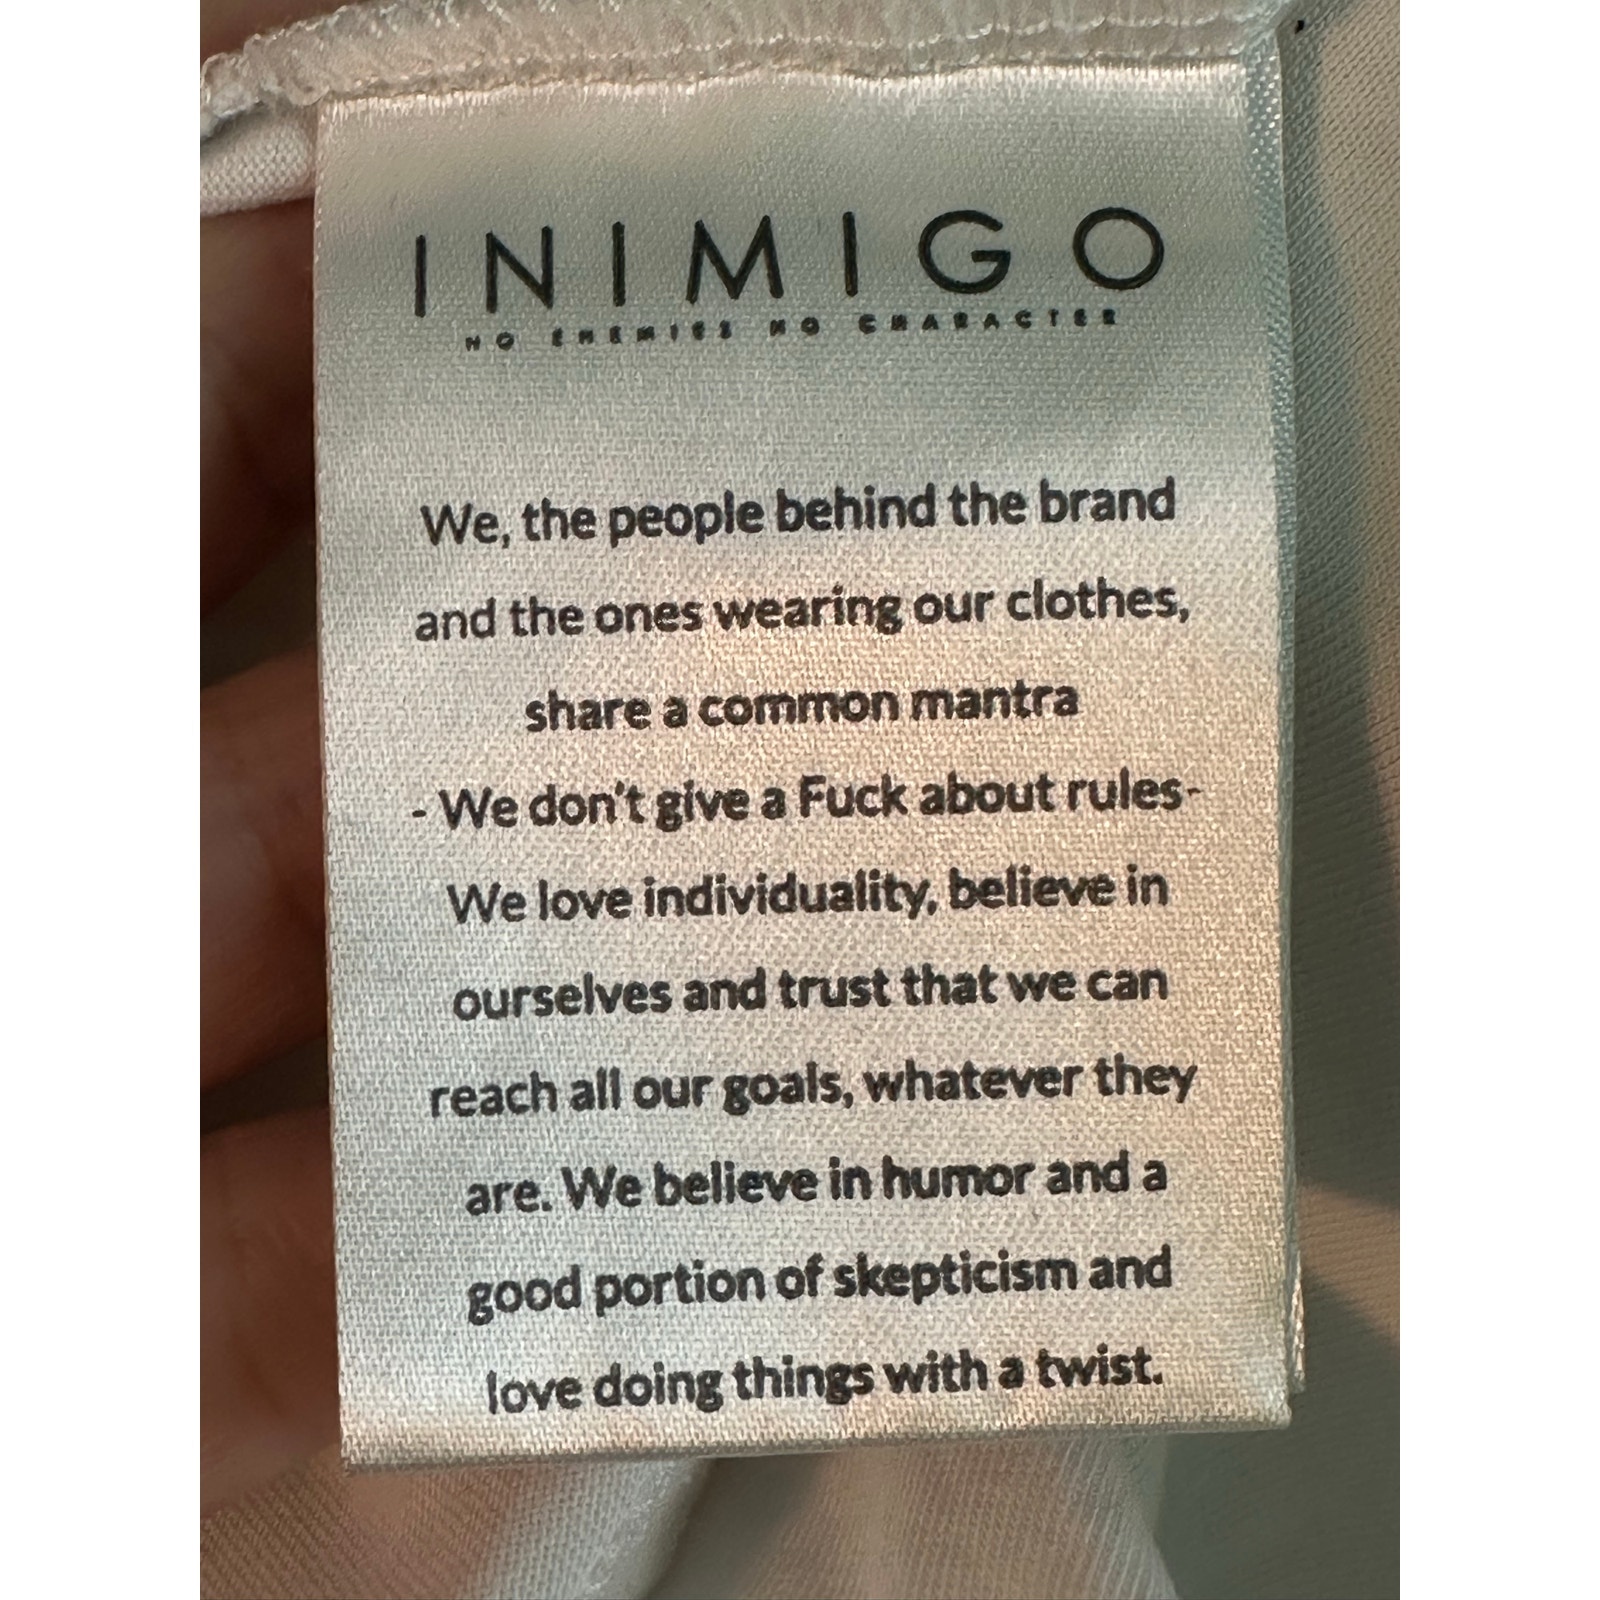 INIMIGO
NO ENEMIES NO CHARACTER
We, the people behind the brand
and the ones wearing our clothes,
share a common mantra
- We don't give a Fuck about rules-
We love individuality, believe in
ourselves and trust that we can
reach all our goals, whatever they
are. We believe in humor and a
good portion of skepticism and
love doing things with a twist.